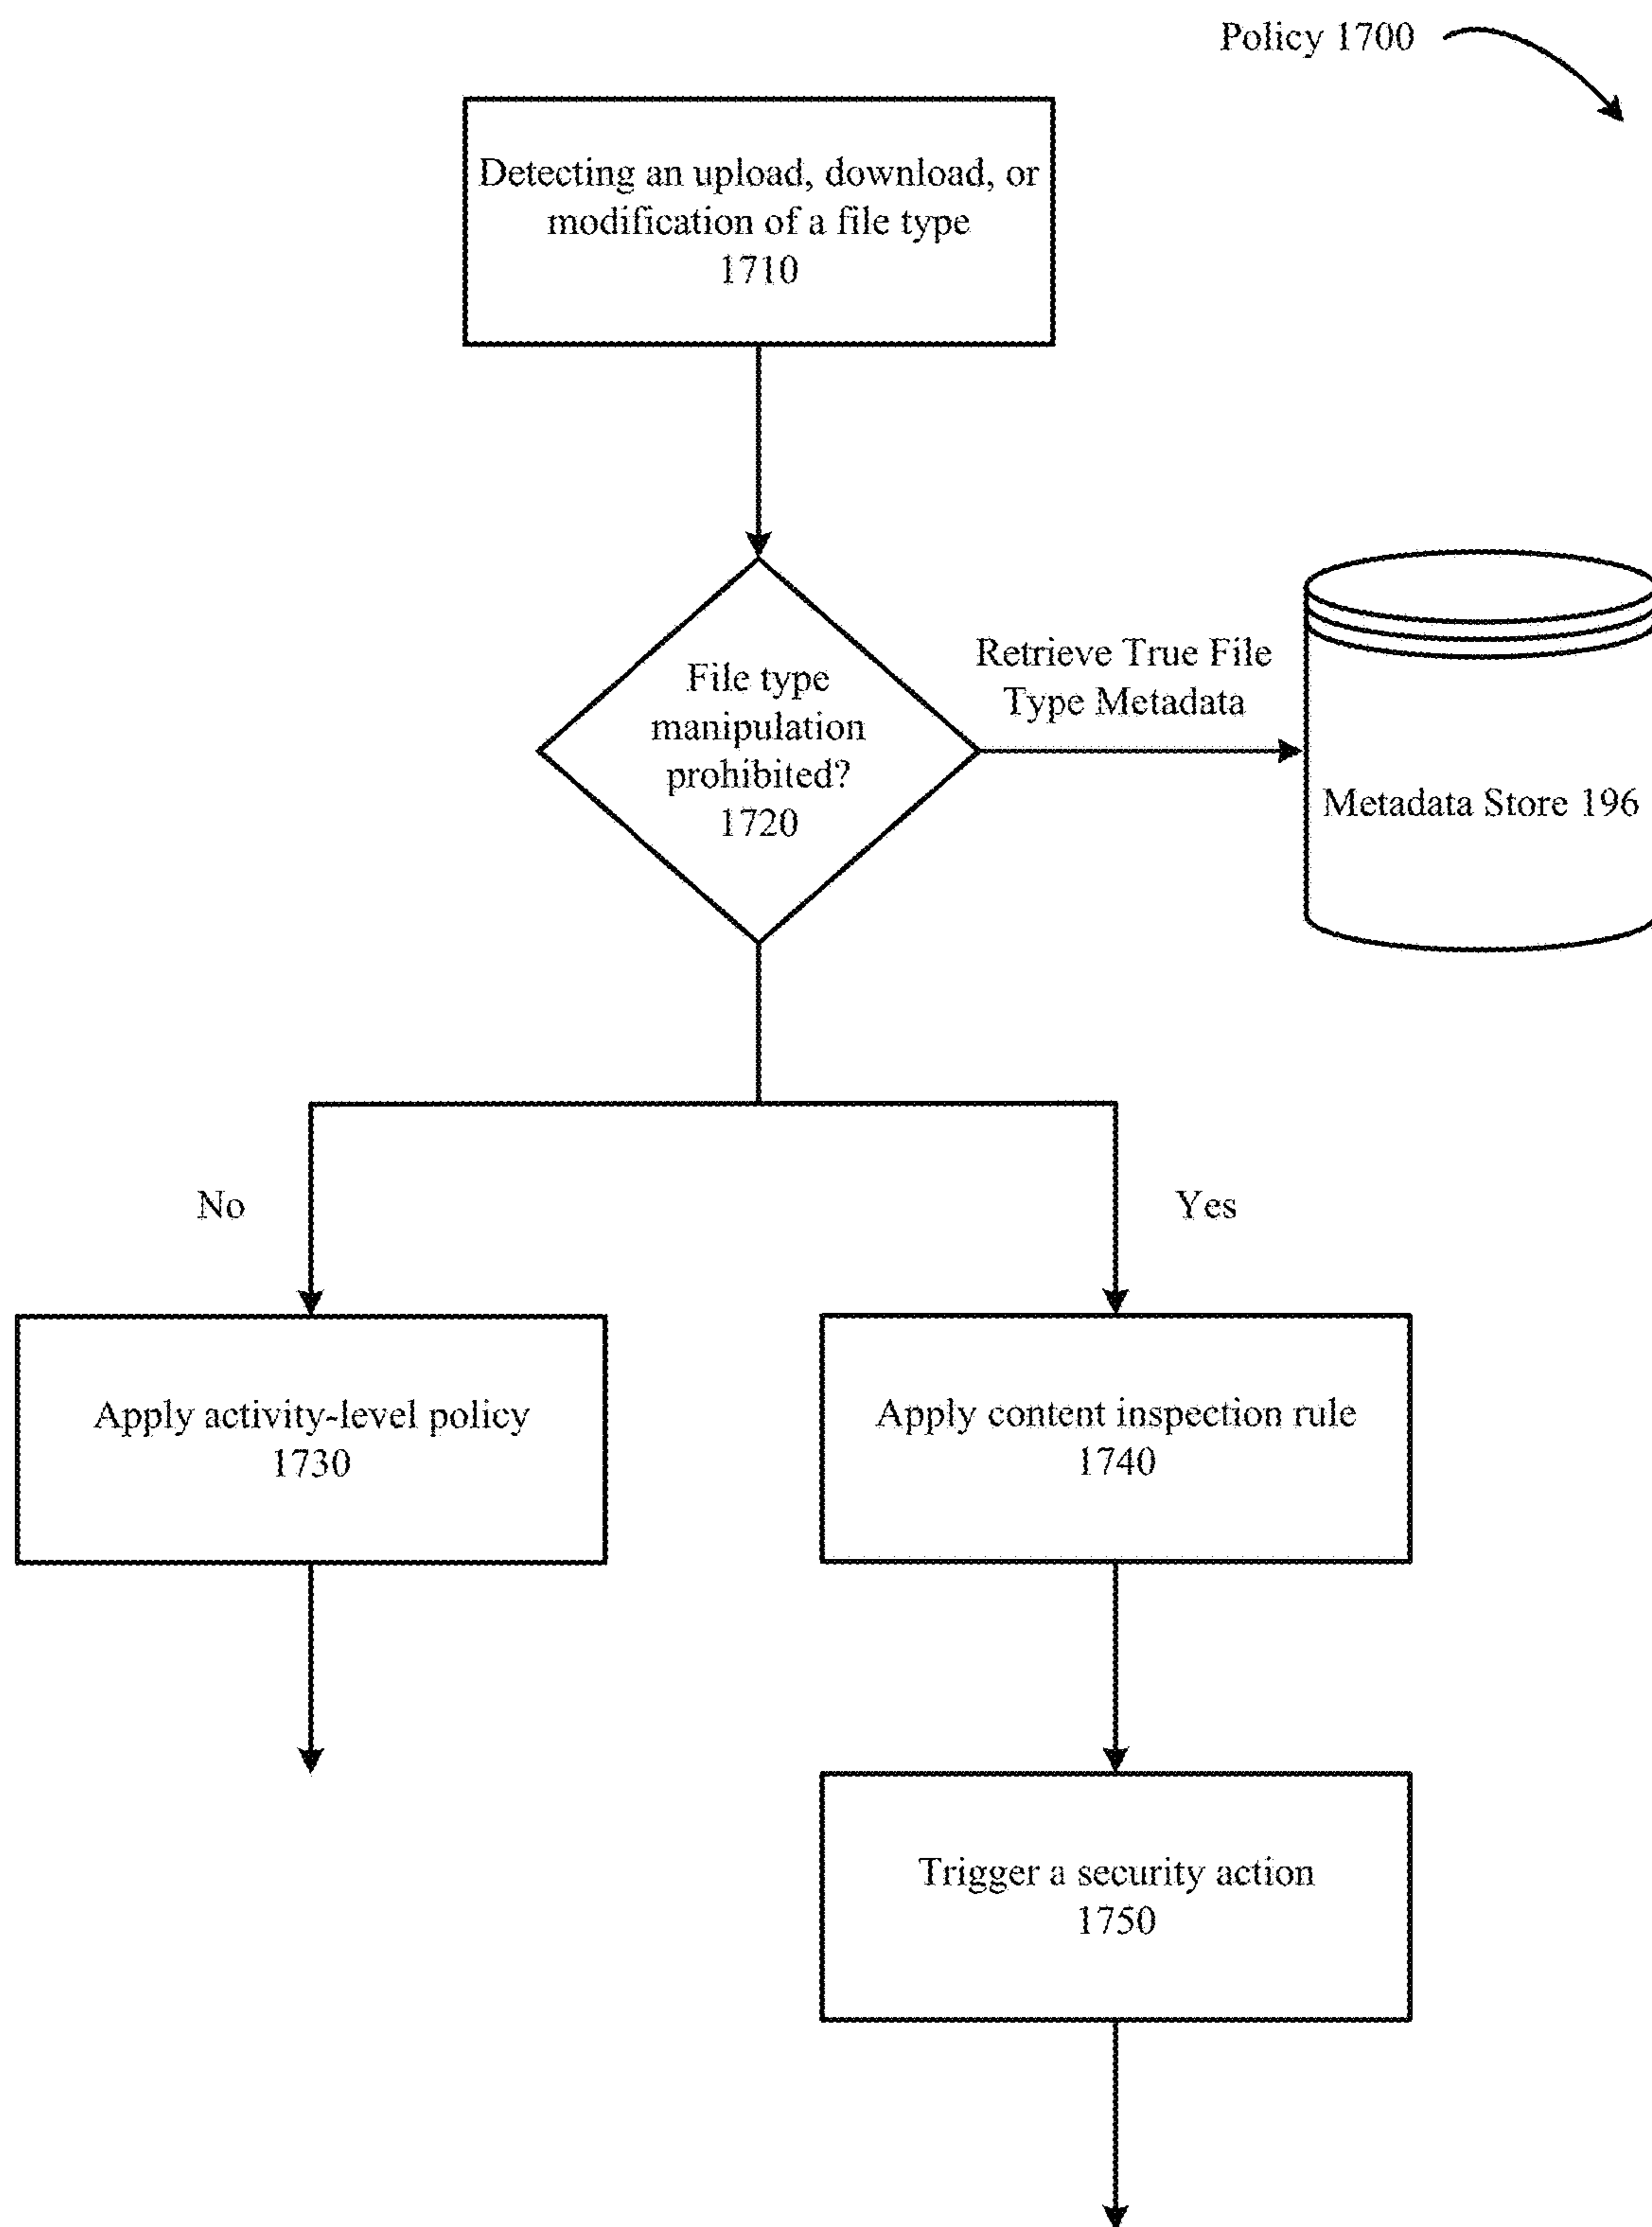 Policy 1700
Detecting an upload, download, or
modification of a file type
1710
File type
manipulation
prohibited?
1720
Retrieve True File
Type Metadata
Metadata Store 196
No
Yes
Apply activity-level policy
1730
Apply content inspection rule
1740
Trigger a security action
1750